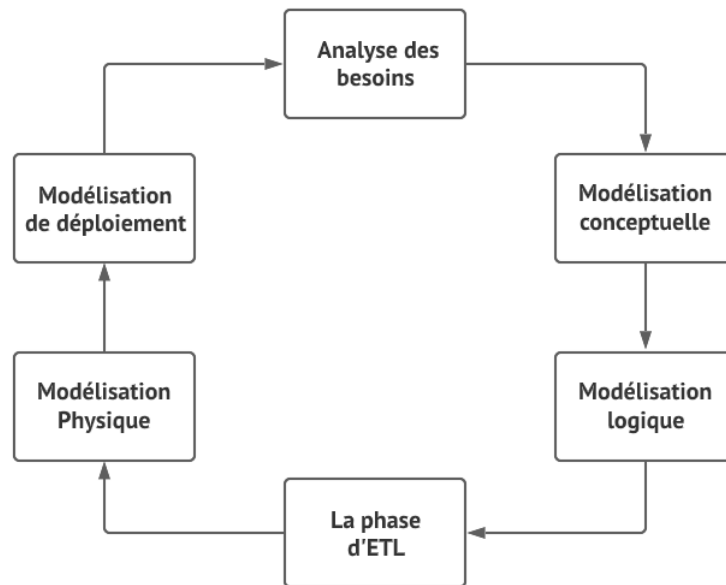 Analyse des
besoins
Modélisation
conceptuelle
Modélisation
logique
La phase
d'ETL
Modélisation
Physique
Modélisation
de déploiement